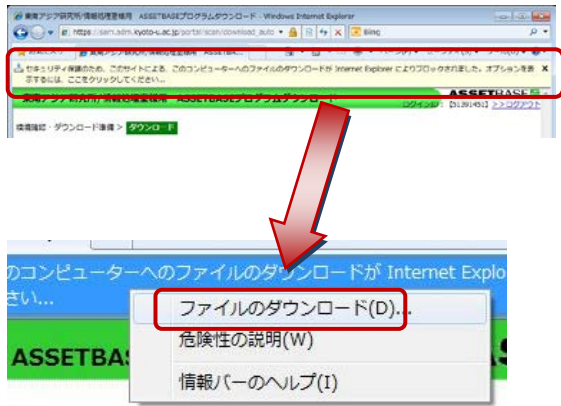 東南アジア研究所/情報処理室様用 ASSETBASEプログラムダウンロード - Windows Internet Explorer
https://sam.adm.kyoto-u.ac.jp/portal/scan/download_auto
Bing
セキュリティ保護のため、このサイトによる、このコンピューターへのファイルのダウンロードが Internet Explorer によりブロックされました。オプションを表
示するには、ここをクリックしてください...
東南アジア研究所/情報処理室様用 ASSETBASEプログラムダウンロード
ASSETBASE
ログインID : [51391451] >>ログアウト
環境確認・ダウンロード準備 > ダウンロード
のコンピューターへのファイルのダウンロードが Internet Explo
さい...
ファイルのダウンロード(D)...
危険性の説明(W)
ASSETBAS
情報バーのヘルプ(I)